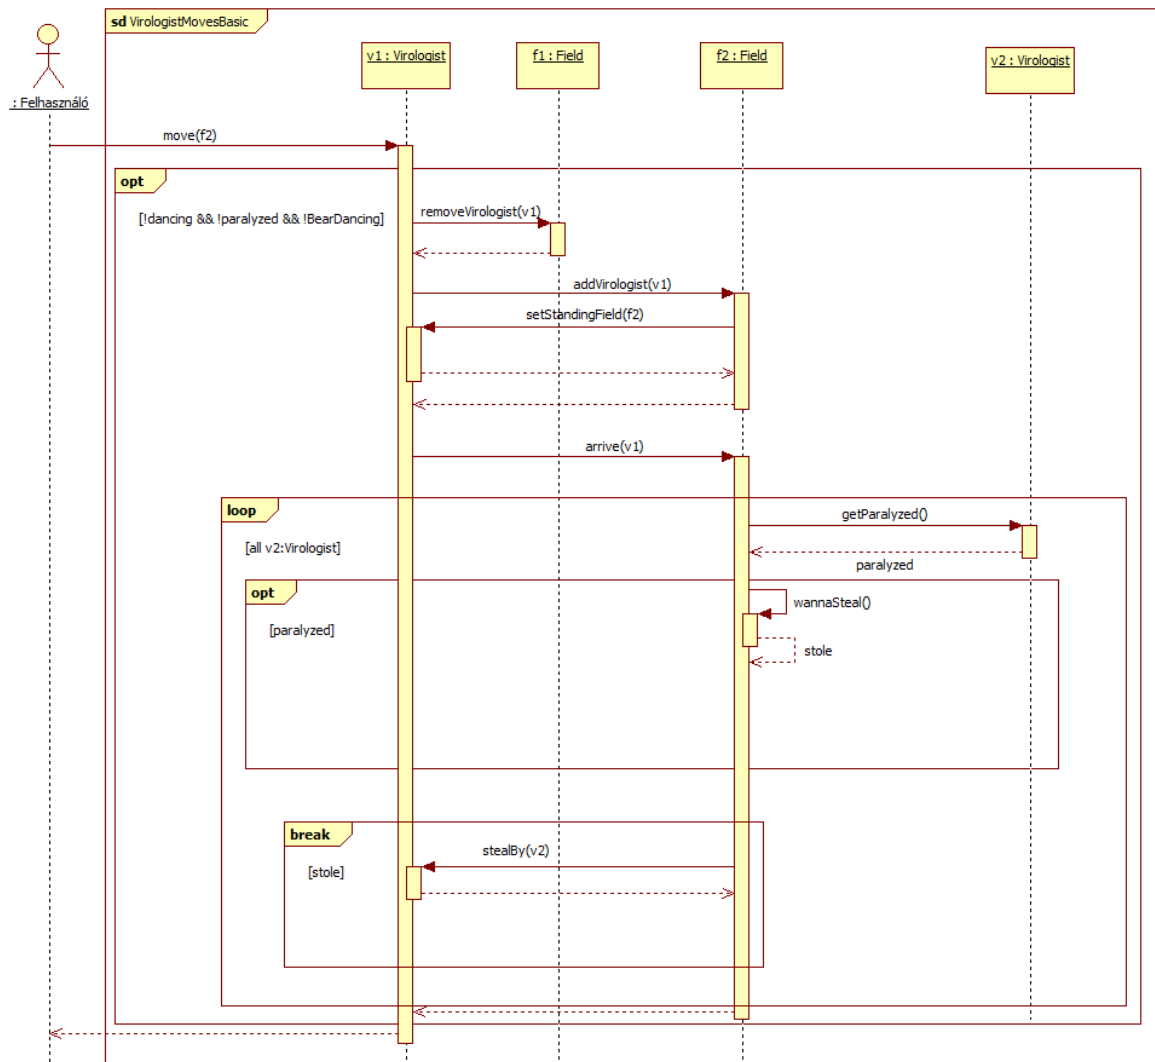 sd VirologistMovesBasic
: Felhasználó
v1 : Virologist
f1 : Field
f2 : Field
v2 : Virologist
move(f2)
opt
[!dancing && !paralyzed && !BearDancing]
removeVirologist(v1)
addVirologist(v1)
setStandingField(f2)
arrive(v1)
loop
[all v2:Virologist]
getParalyzed()
paralyzed
opt
[paralyzed]
wannaSteal()
stole
break
[stole]
stealBy(v2)